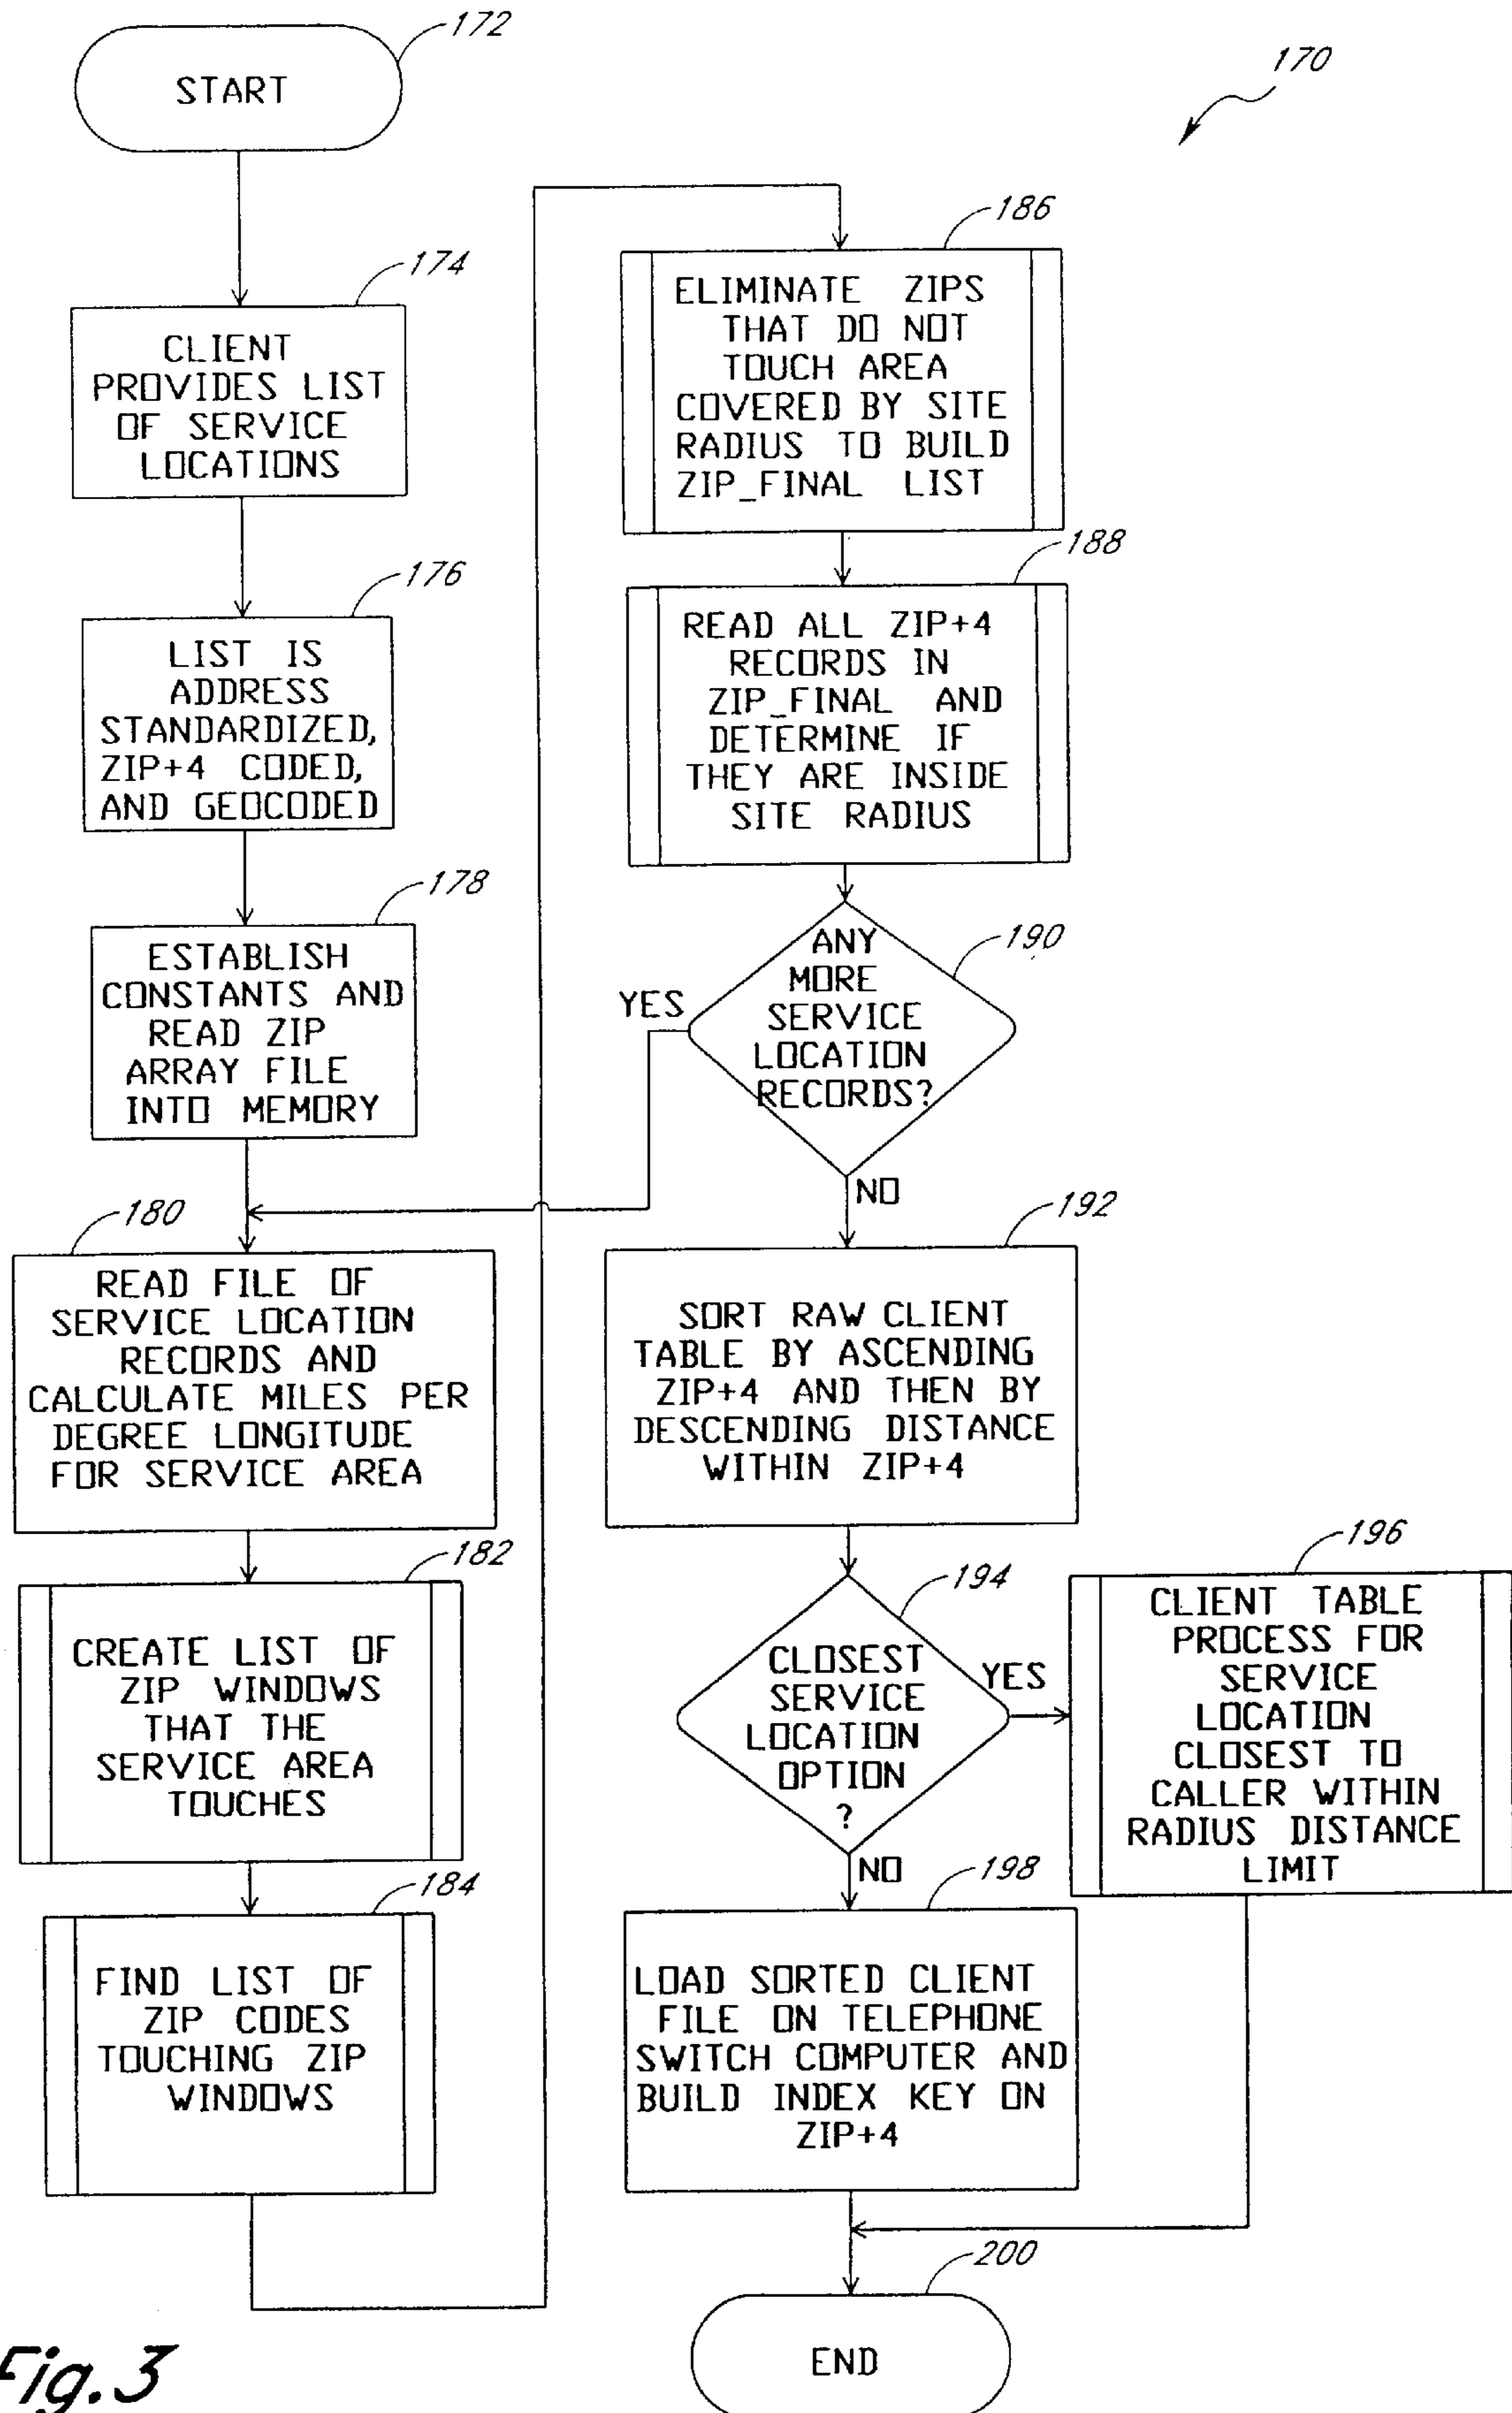 172
START
170
174
CLIENT
PROVIDES LIST
OF SERVICE
LOCATIONS
176
LIST IS
ADDRESS
STANDARDIZED,
ZIP+4 CODED,
AND GEOCODED
178
ESTABLISH
CONSTANTS AND
READ ZIP
ARRAY FILE
INTO MEMORY
180
READ FILE OF
SERVICE LOCATION
RECORDS AND
CALCULATE MILES PER
DEGREE LONGITUDE
FOR SERVICE AREA
182
CREATE LIST OF
ZIP WINDOWS
THAT THE
SERVICE AREA
TOUCHES
184
FIND LIST OF
ZIP CODES
TOUCHING ZIP
WINDOWS
186
ELIMINATE ZIPS
THAT DO NOT
TOUCH AREA
COVERED BY SITE
RADIUS TO BUILD
ZIP_FINAL LIST
188
READ ALL ZIP+4
RECORDS IN
ZIP_FINAL AND
DETERMINE IF
THEY ARE INSIDE
SITE RADIUS
190
ANY
MORE
SERVICE
LOCATION
RECORDS?
YES
NO
192
SORT RAW CLIENT
TABLE BY ASCENDING
ZIP+4 AND THEN BY
DESCENDING DISTANCE
WITHIN ZIP+4
194
CLOSEST
SERVICE
LOCATION
OPTION
?
YES
NO
196
CLIENT TABLE
PROCESS FOR
SERVICE
LOCATION
CLOSEST TO
CALLER WITHIN
RADIUS DISTANCE
LIMIT
198
LOAD SORTED CLIENT
FILE ON TELEPHONE
SWITCH COMPUTER AND
BUILD INDEX KEY ON
ZIP+4
200
END
Fig. 3